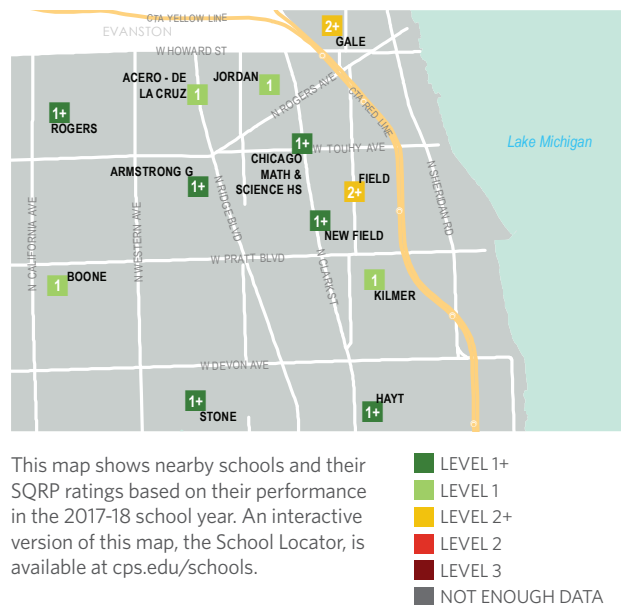 CTA YELLOW LINE
EVANSTON
2+
GALE
W HOWARD ST
ACERO - DE
LA CRUZ
1
JORDAN
1
N ROGERS AVE
CTA RED LINE
1+
ROGERS
Lake Michigan
1+
W TOUHY AVE
CHICAGO
MATH &
SCIENCE HS
ARMSTRONG G
1+
FIELD
2+
N SHERIDAN RD
N CALIFORNIA AVE
N WESTERN AVE
N RIDGE BLVD
1+
NEW FIELD
W PRATT BLVD
N CLARK ST
BOONE
1
1
KILMER
W DEVON AVE
1+
STONE
HAYT
1+
This map shows nearby schools and their
SQRP ratings based on their performance
in the 2017-18 school year. An interactive
version of this map, the School Locator, is
available at cps.edu/schools.
LEVEL 1+
LEVEL 1
LEVEL 2+
LEVEL 2
LEVEL 3
NOT ENOUGH DATA